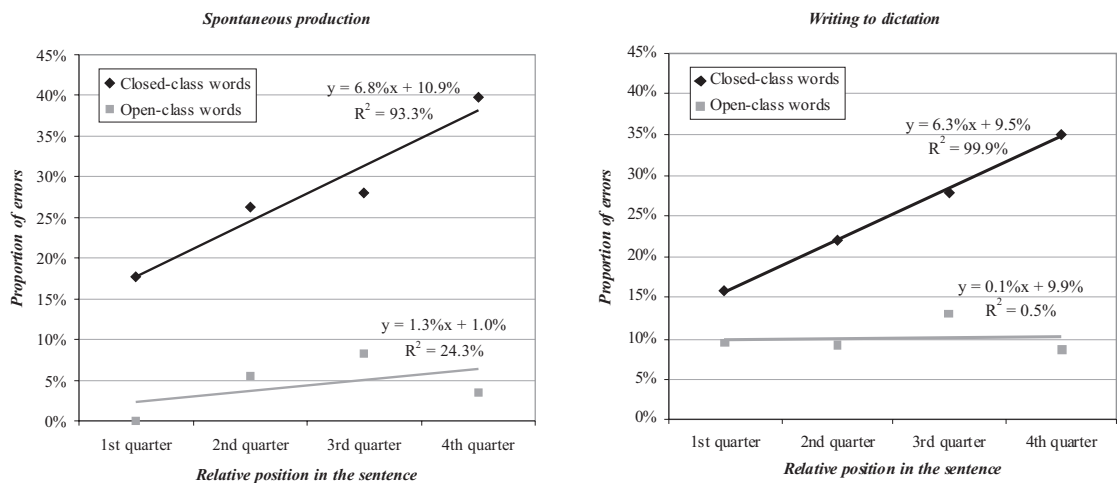 Spontaneous production
45%
40%
35%
30%
25%
20%
15%
10%
5%
0%
Closed-class words
Open-class words
y = 6.8%x + 10.9%
R² = 93.3%
y = 1.3%x + 1.0%
R² = 24.3%
Proportion of errors
1st quarter 2nd quarter 3rd quarter 4th quarter
Relative position in the sentence
Writing to dictation
45%
40%
35%
30%
25%
20%
15%
10%
5%
0%
Closed-class words
Open-class words
y = 6.3%x + 9.5%
R² = 99.9%
y = 0.1%x + 9.9%
R² = 0.5%
Proportion of errors
1st quarter 2nd quarter 3rd quarter 4th quarter
Relative position in the sentence